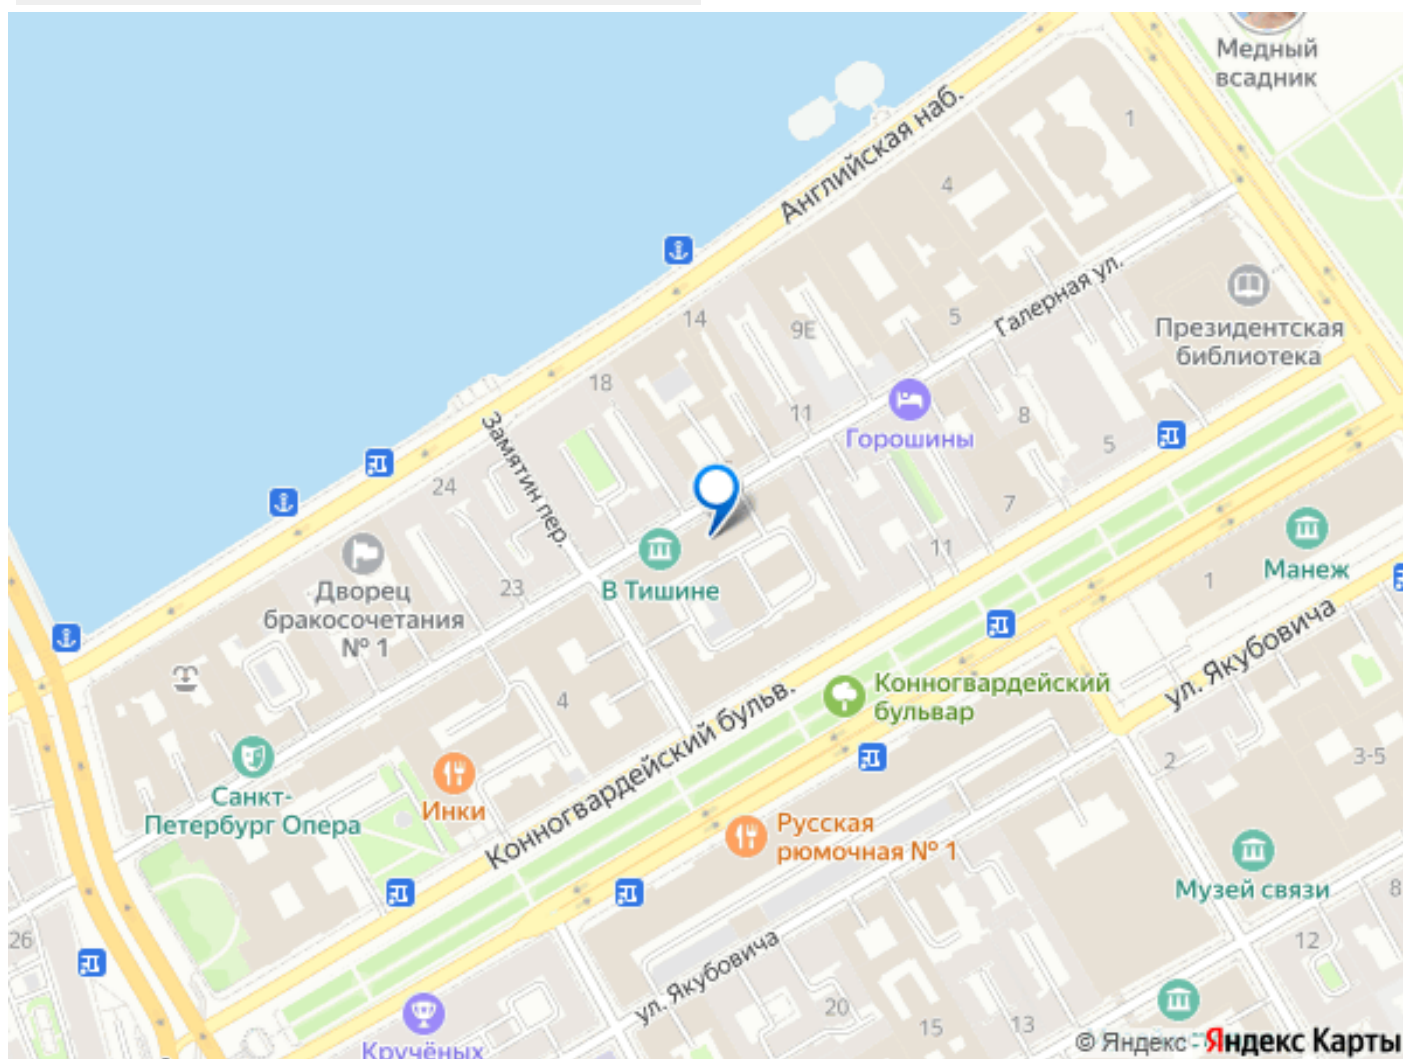 Медный
всадник
1
Английская наб.
4
Галерная ул.
Президентская
библиотека
14
9Е
5
18
11
Горошины
8
5
Замятин пер.
24
7
11
Манеж
1
Дворец
бракосочетания
№ 1
23
В Тишине
ул. Якубовича
Конногвардейский
бульвар
4
Конногвардейский бульв.
2
3-5
Санкт-
Петербург Опера
Инки
Русская
рюмочная № 1
Музей связи
8
26
12
ул. Якубовича
20
15
13
Кручёных
© Яндекс
Яндекс Карты